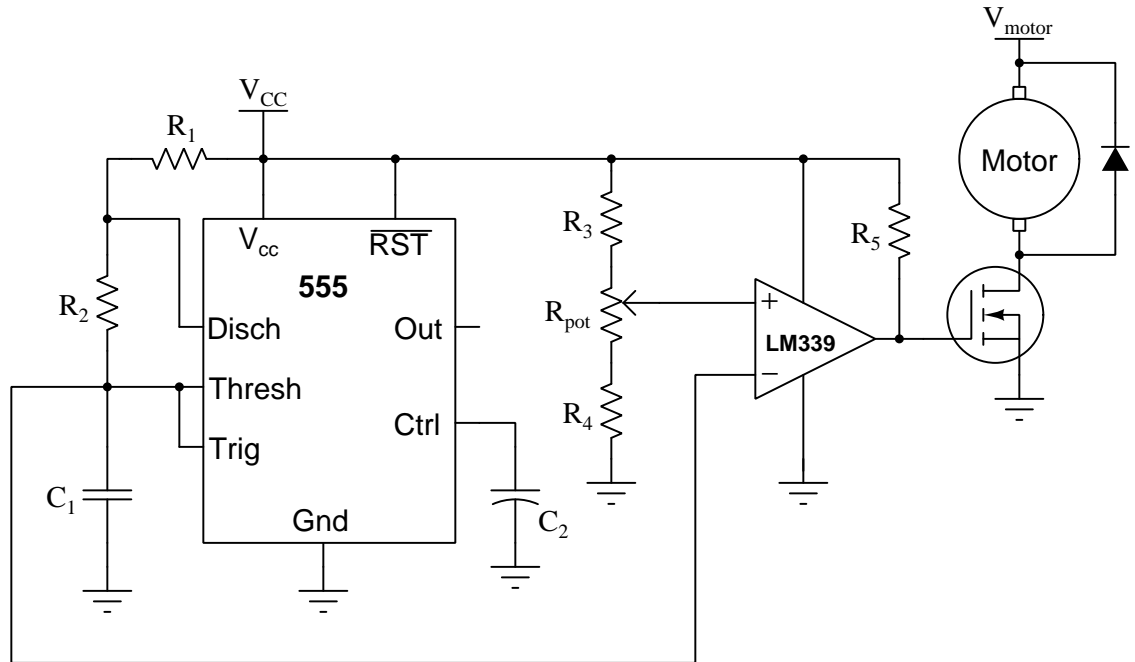 V_motor
V_CC
R_1
Motor
R_3
V_cc
RST
R_5
555
R_2
R_pot
+
Disch
Out
LM339
−
Thresh
Ctrl
R_4
Trig
C_1
Gnd
C_2